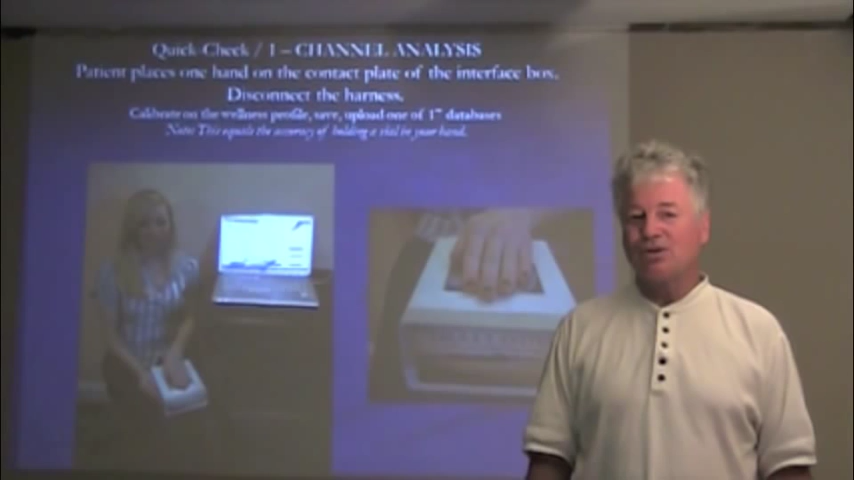 Quick-Check / 1 – CHANNEL ANALYSIS
Patient places one hand on the contact plate of the interface box.
Disconnect the harness.
Calibrate on the wellness profile, save, upload one of 1st databases
Note: This equals the accuracy of holding a vial in your hand.